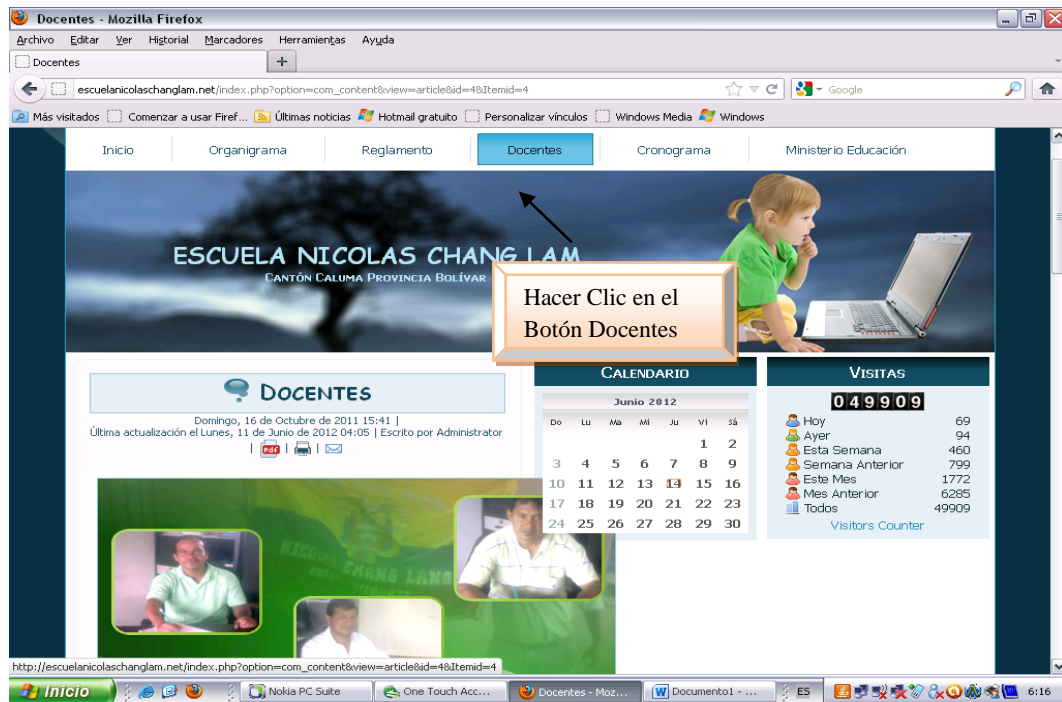 Docentes - Mozilla Firefox
Archivo Editar Ver Historial Marcadores Herramientas Ayuda
Docentes
escuelanicolaschanglam.net/index.php?option=com_content&view=article&id=4&Itemid=4
Google
Más visitados Comenzar a usar Firef... Últimas noticias Hotmail gratuito Personalizar vínculos Windows Media Windows
Inicio Organigrama Reglamento Docentes Cronograma Ministerio Educación
ESCUELA NICOLAS CHANG LAM
CANTÓN CALUMA PROVINCIA BOLÍVAR
Hacer Clic en el
Botón Docentes
DOCENTES
Domingo, 16 de Octubre de 2011 15:41 |
Última actualización el Lunes, 11 de Junio de 2012 04:05 | Escrito por Administrator
| PDF | | 
CALENDARIO
Junio 2012
Do Lu Ma Mi Ju Vi Sá
1 2
3 4 5 6 7 8 9
10 11 12 13 14 15 16
17 18 19 20 21 22 23
24 25 26 27 28 29 30
VISITAS
049909
Hoy 69
Ayer 94
Esta Semana 460
Semana Anterior 799
Este Mes 1772
Mes Anterior 6285
Todos 49909
Visitors Counter
http://escuelanicolaschanglam.net/index.php?option=com_content&view=article&id=4&Itemid=4
Inicio Nokia PC Suite One Touch Acc... Docentes - Moz... Documento1 - ... ES 6:16